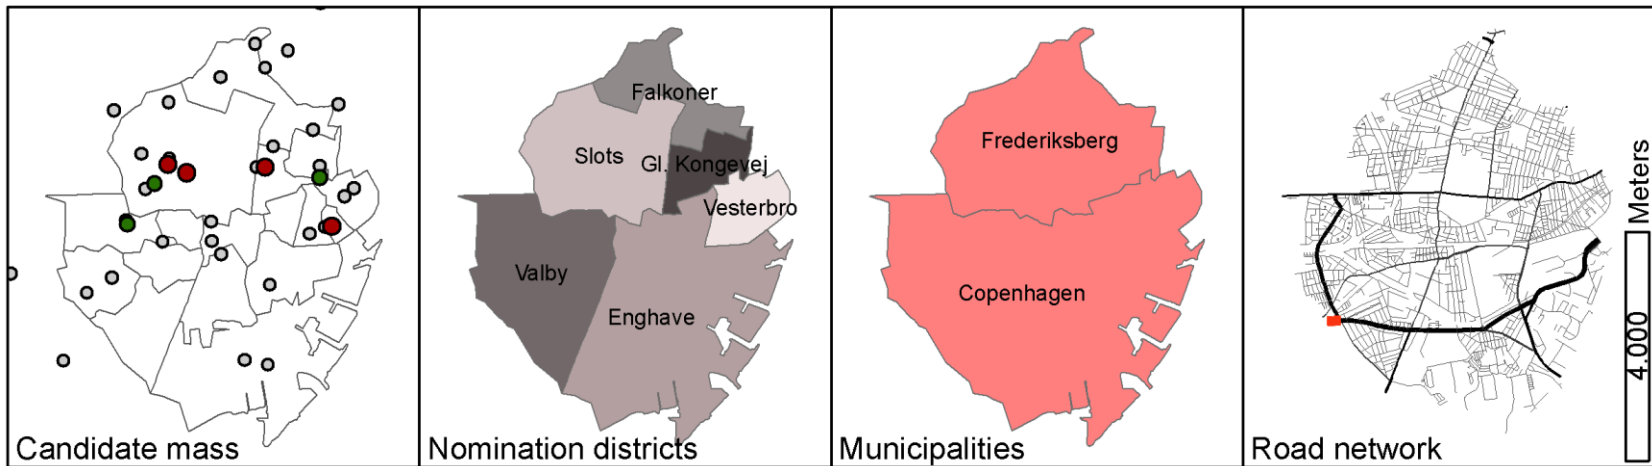 Candidate mass
Falkoner
Slots
Gl. Kongevej
Vesterbro
Valby
Enghave
Nomination districts
Frederiksberg
Copenhagen
Municipalities
Road network
4.000 Meters